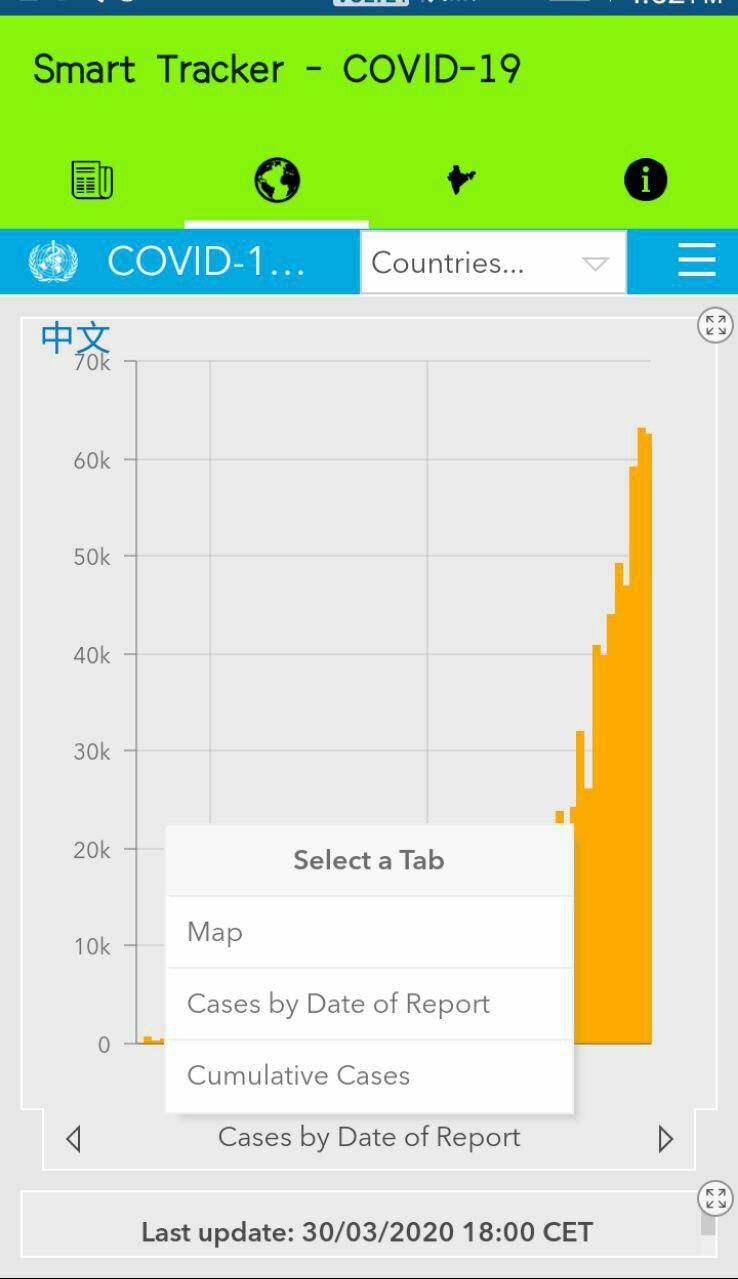 Smart Tracker - COVID-19
COVID-1...
Countries...
中文
70k
60k
50k
40k
30k
20k
10k
0
Select a Tab
Map
Cases by Date of Report
Cumulative Cases
Cases by Date of Report
Last update: 30/03/2020 18:00 CET